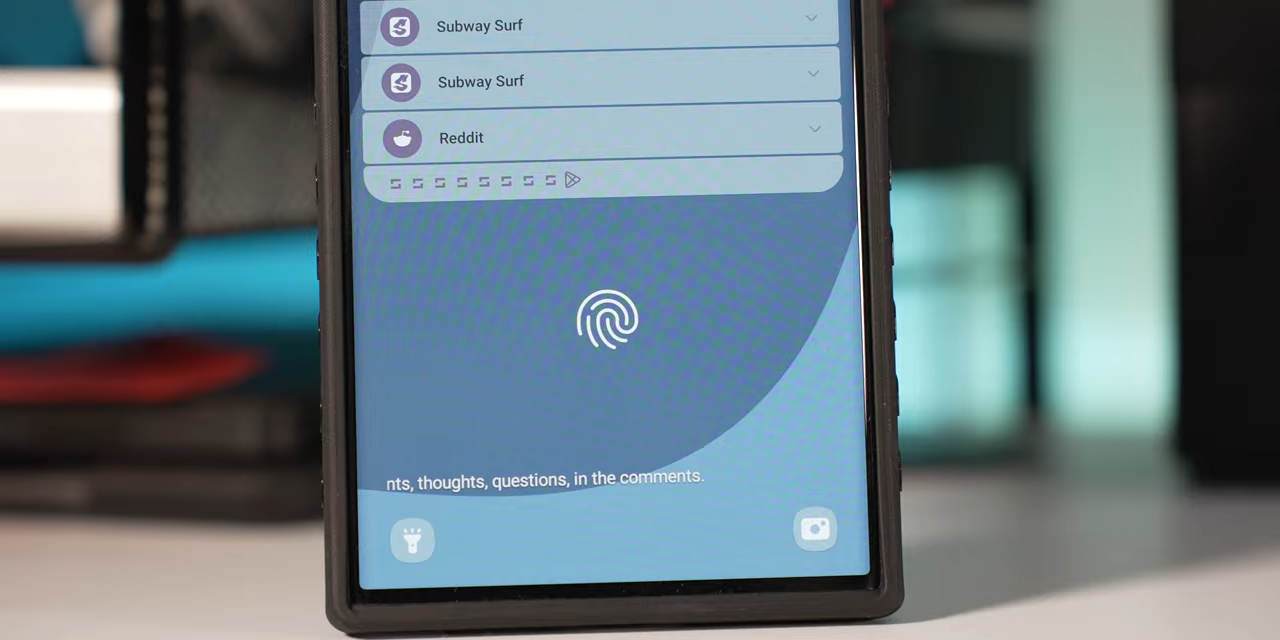 Subway Surf
Subway Surf
Reddit
nts, thoughts, questions, in the comments.